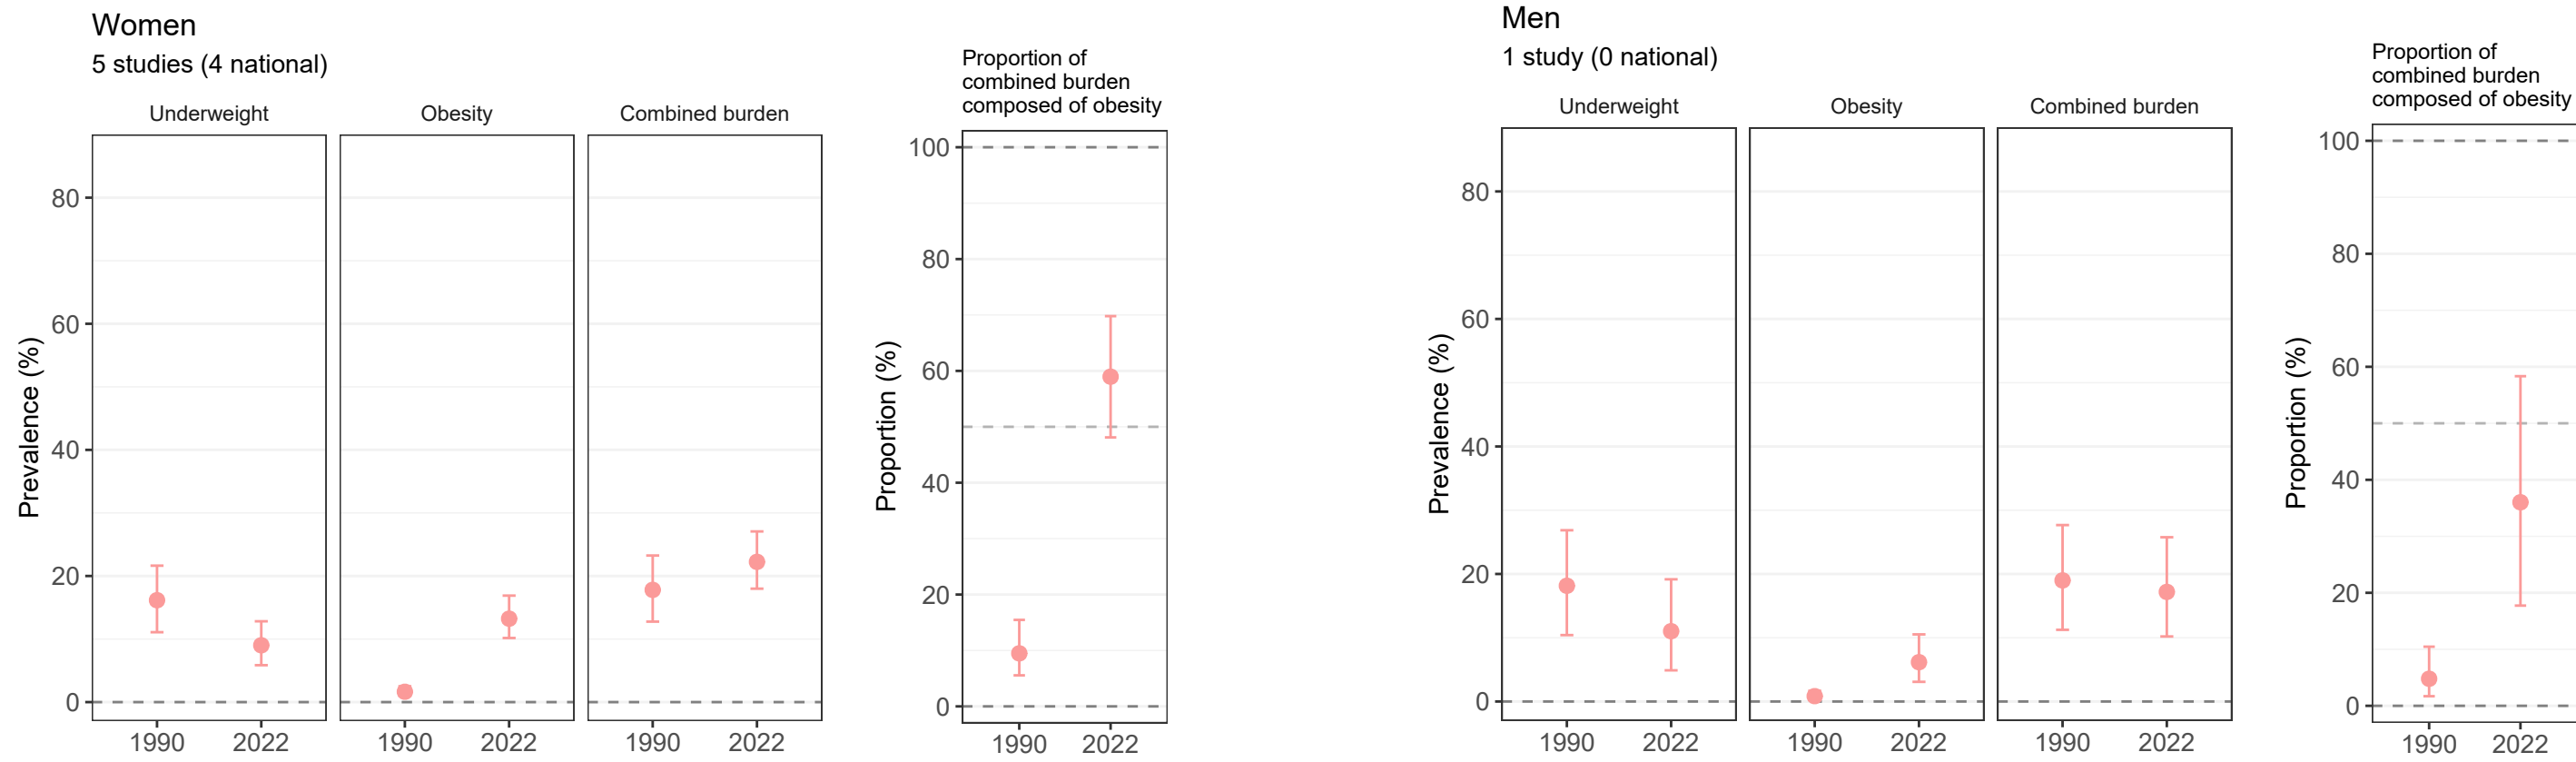 Women
5 studies (4 national)
Underweight
Obesity
Combined burden
Prevalence (%)
80
60
40
20
0
1990 2022
1990 2022
1990 2022
Proportion of
combined burden
composed of obesity
Proportion (%)
100
80
60
40
20
0
1990 2022
Men
1 study (0 national)
Underweight
Obesity
Combined burden
Prevalence (%)
80
60
40
20
0
1990 2022
1990 2022
1990 2022
Proportion of
combined burden
composed of obesity
Proportion (%)
100
80
60
40
20
0
1990 2022